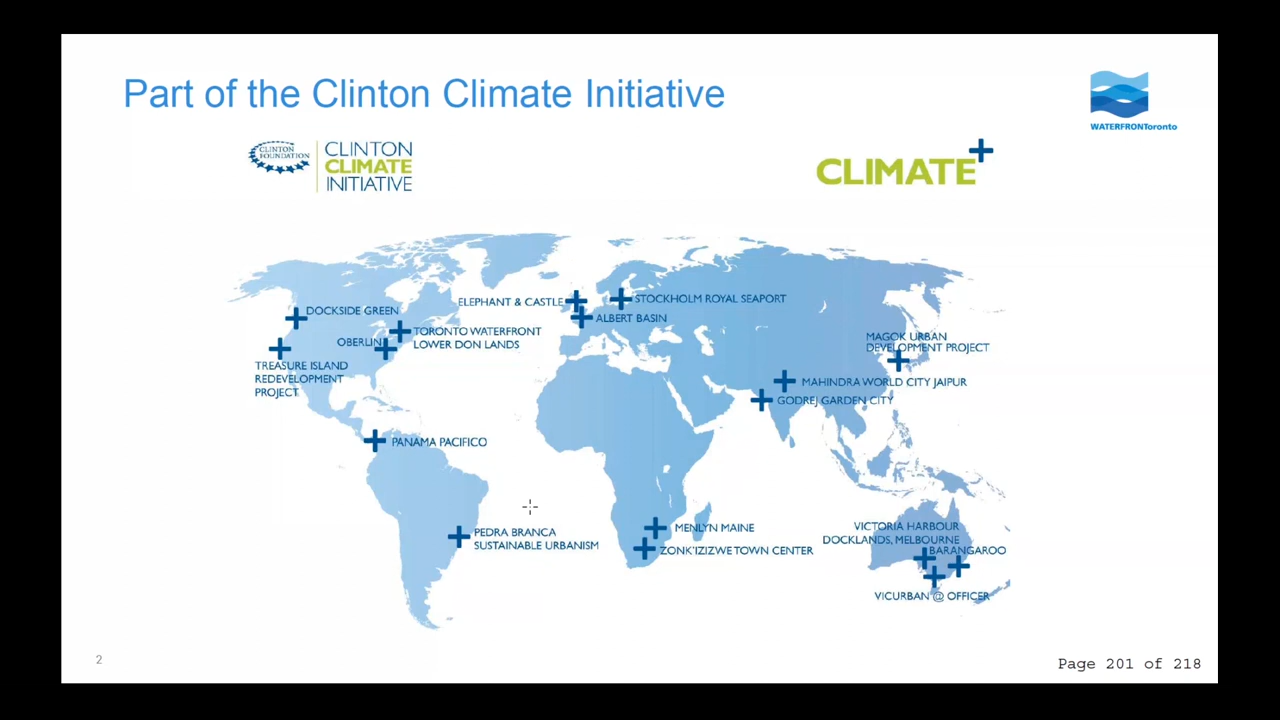 Part of the Clinton Climate Initiative
WATERFRONToronto
CLINTON
FOUNDATION
CLINTON
CLIMATE
INITIATIVE
CLIMATE+
DOCKSIDE GREEN
ELEPHANT & CASTLE
STOCKHOLM ROYAL SEAPORT
ALBERT BASIN
OBERLIN
TORONTO WATERFRONT
LOWER DON LANDS
TREASURE ISLAND
REDEVELOPMENT
PROJECT
MAGOK URBAN
DEVELOPMENT PROJECT
MAHINDRA WORLD CITY JAIPUR
GODREJ GARDEN CITY
PANAMA PACIFICO
PEDRA BRANCA
SUSTAINABLE URBANISM
MENLYN MAINE
ZONK'IZIZWE TOWN CENTER
VICTORIA HARBOUR
DOCKLANDS, MELBOURNE
BARANGAROO
VICURBAN @ OFFICER
2
Page 201 of 218